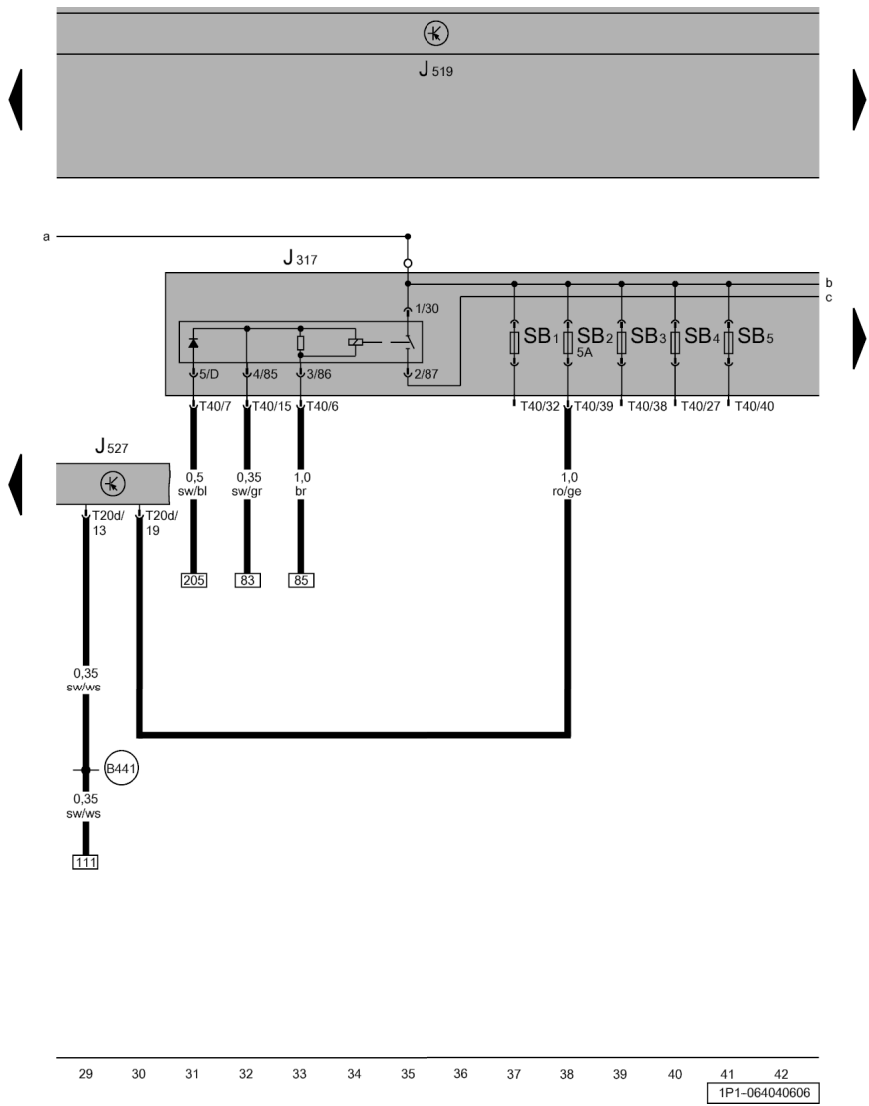 J 519
a
J 317
b
c
1/30
SB1 SB2 SB3 SB4 SB5
5A
5/D 4/85 3/86 2/87
T40/7 T40/15 T40/6 T40/32 T40/39 T40/38 T40/27 T40/40
J 527
0,5 0,35 1,0 1,0
sw/bl sw/gr br ro/ge
T20d/ T20d/
13 19
205 83 85
0,35
sw/ws
B441
0,35
sw/ws
111
29 30 31 32 33 34 35 36 37 38 39 40 41 42
1P1-064040606